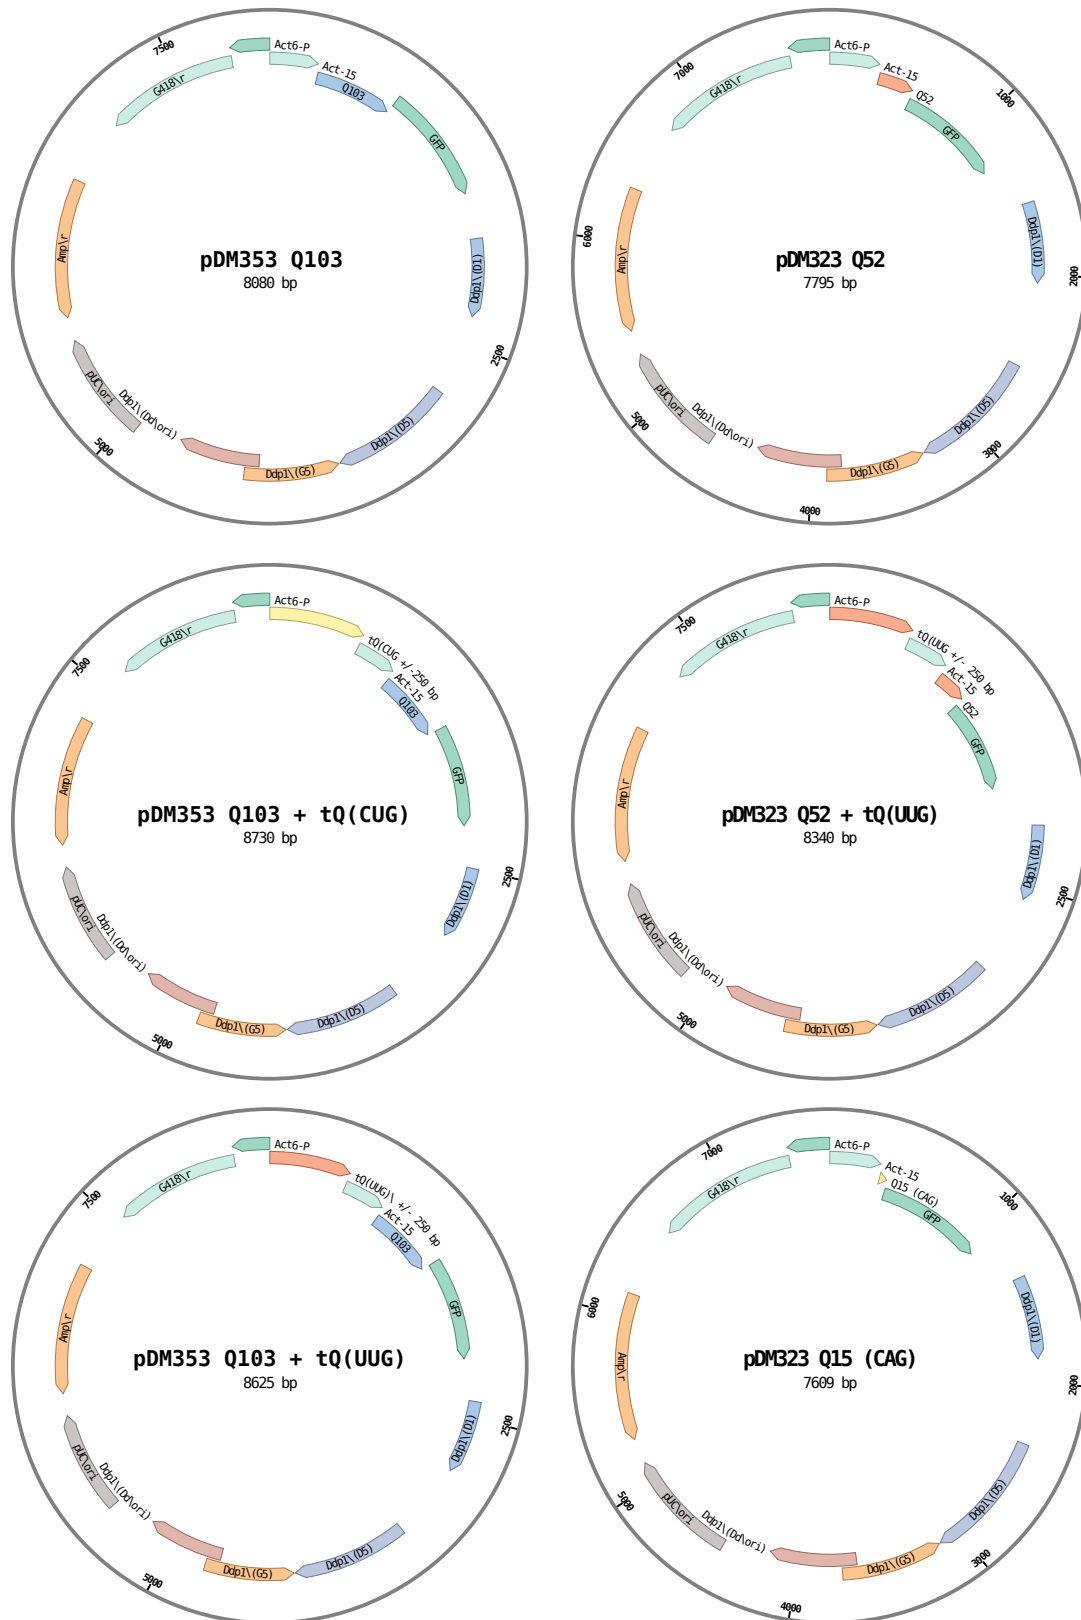 7500
Act6-P
G418\r
Act-15
Q103
GFP
Amp\r
pDM353 Q103
8080 bp
Ddp1\(D1)
2500
pUC\ori
Ddp1\(Dd\ori)
Ddp1\(D5)
5000
Ddp1\(G5)
7000
Act6-P
Act-15
Q52
1000
G418\r
GFP
6000
Amp\r
pDM323 Q52
7795 bp
Ddp1\(D1)
2000
pUC\ori
Ddp1\(Dd\ori)
Ddp1\(D5)
5000
3000
Ddp1\(G5)
4000
Act6-P
G418\r
tQ(CUG +/-250 bp
7500
Act-15
Q103
GFP
Amp\r
pDM353 Q103 + tQ(CUG)
8730 bp
2500
Ddp1\(D1)
pUC\ori
Ddp1\(Dd\ori)
Ddp1\(D5)
Ddp1\(G5)
5000
Act6-P
7500
G418\r
tQ(UUG +/- 250 bp
Act-15
Q52
GFP
Amp\r
pDM323 Q52 + tQ(UUG)
8340 bp
Ddp1\(D1)
2500
pUC\ori
Ddp1\(Dd\ori)
Ddp1\(D5)
5000
Ddp1\(G5)
Act6-P
G418\r
7500
tQ(UUG)\ +/- 250 bp
Act-15
Q103
GFP
Amp\r
pDM353 Q103 + tQ(UUG)
8625 bp
2500
Ddp1\(D1)
pUC\ori
Ddp1\(Dd\ori)
Ddp1\(D5)
Ddp1\(G5)
5000
7000
Act6-P
Act-15
Q15 (CAG)
G418\r
1000
GFP
6000
Ddp1\(D1)
Amp\r
pDM323 Q15 (CAG)
7609 bp
2000
5000
pUC\ori
Ddp1\(Dd\ori)
Ddp1\(D5)
3000
Ddp1\(G5)
4000